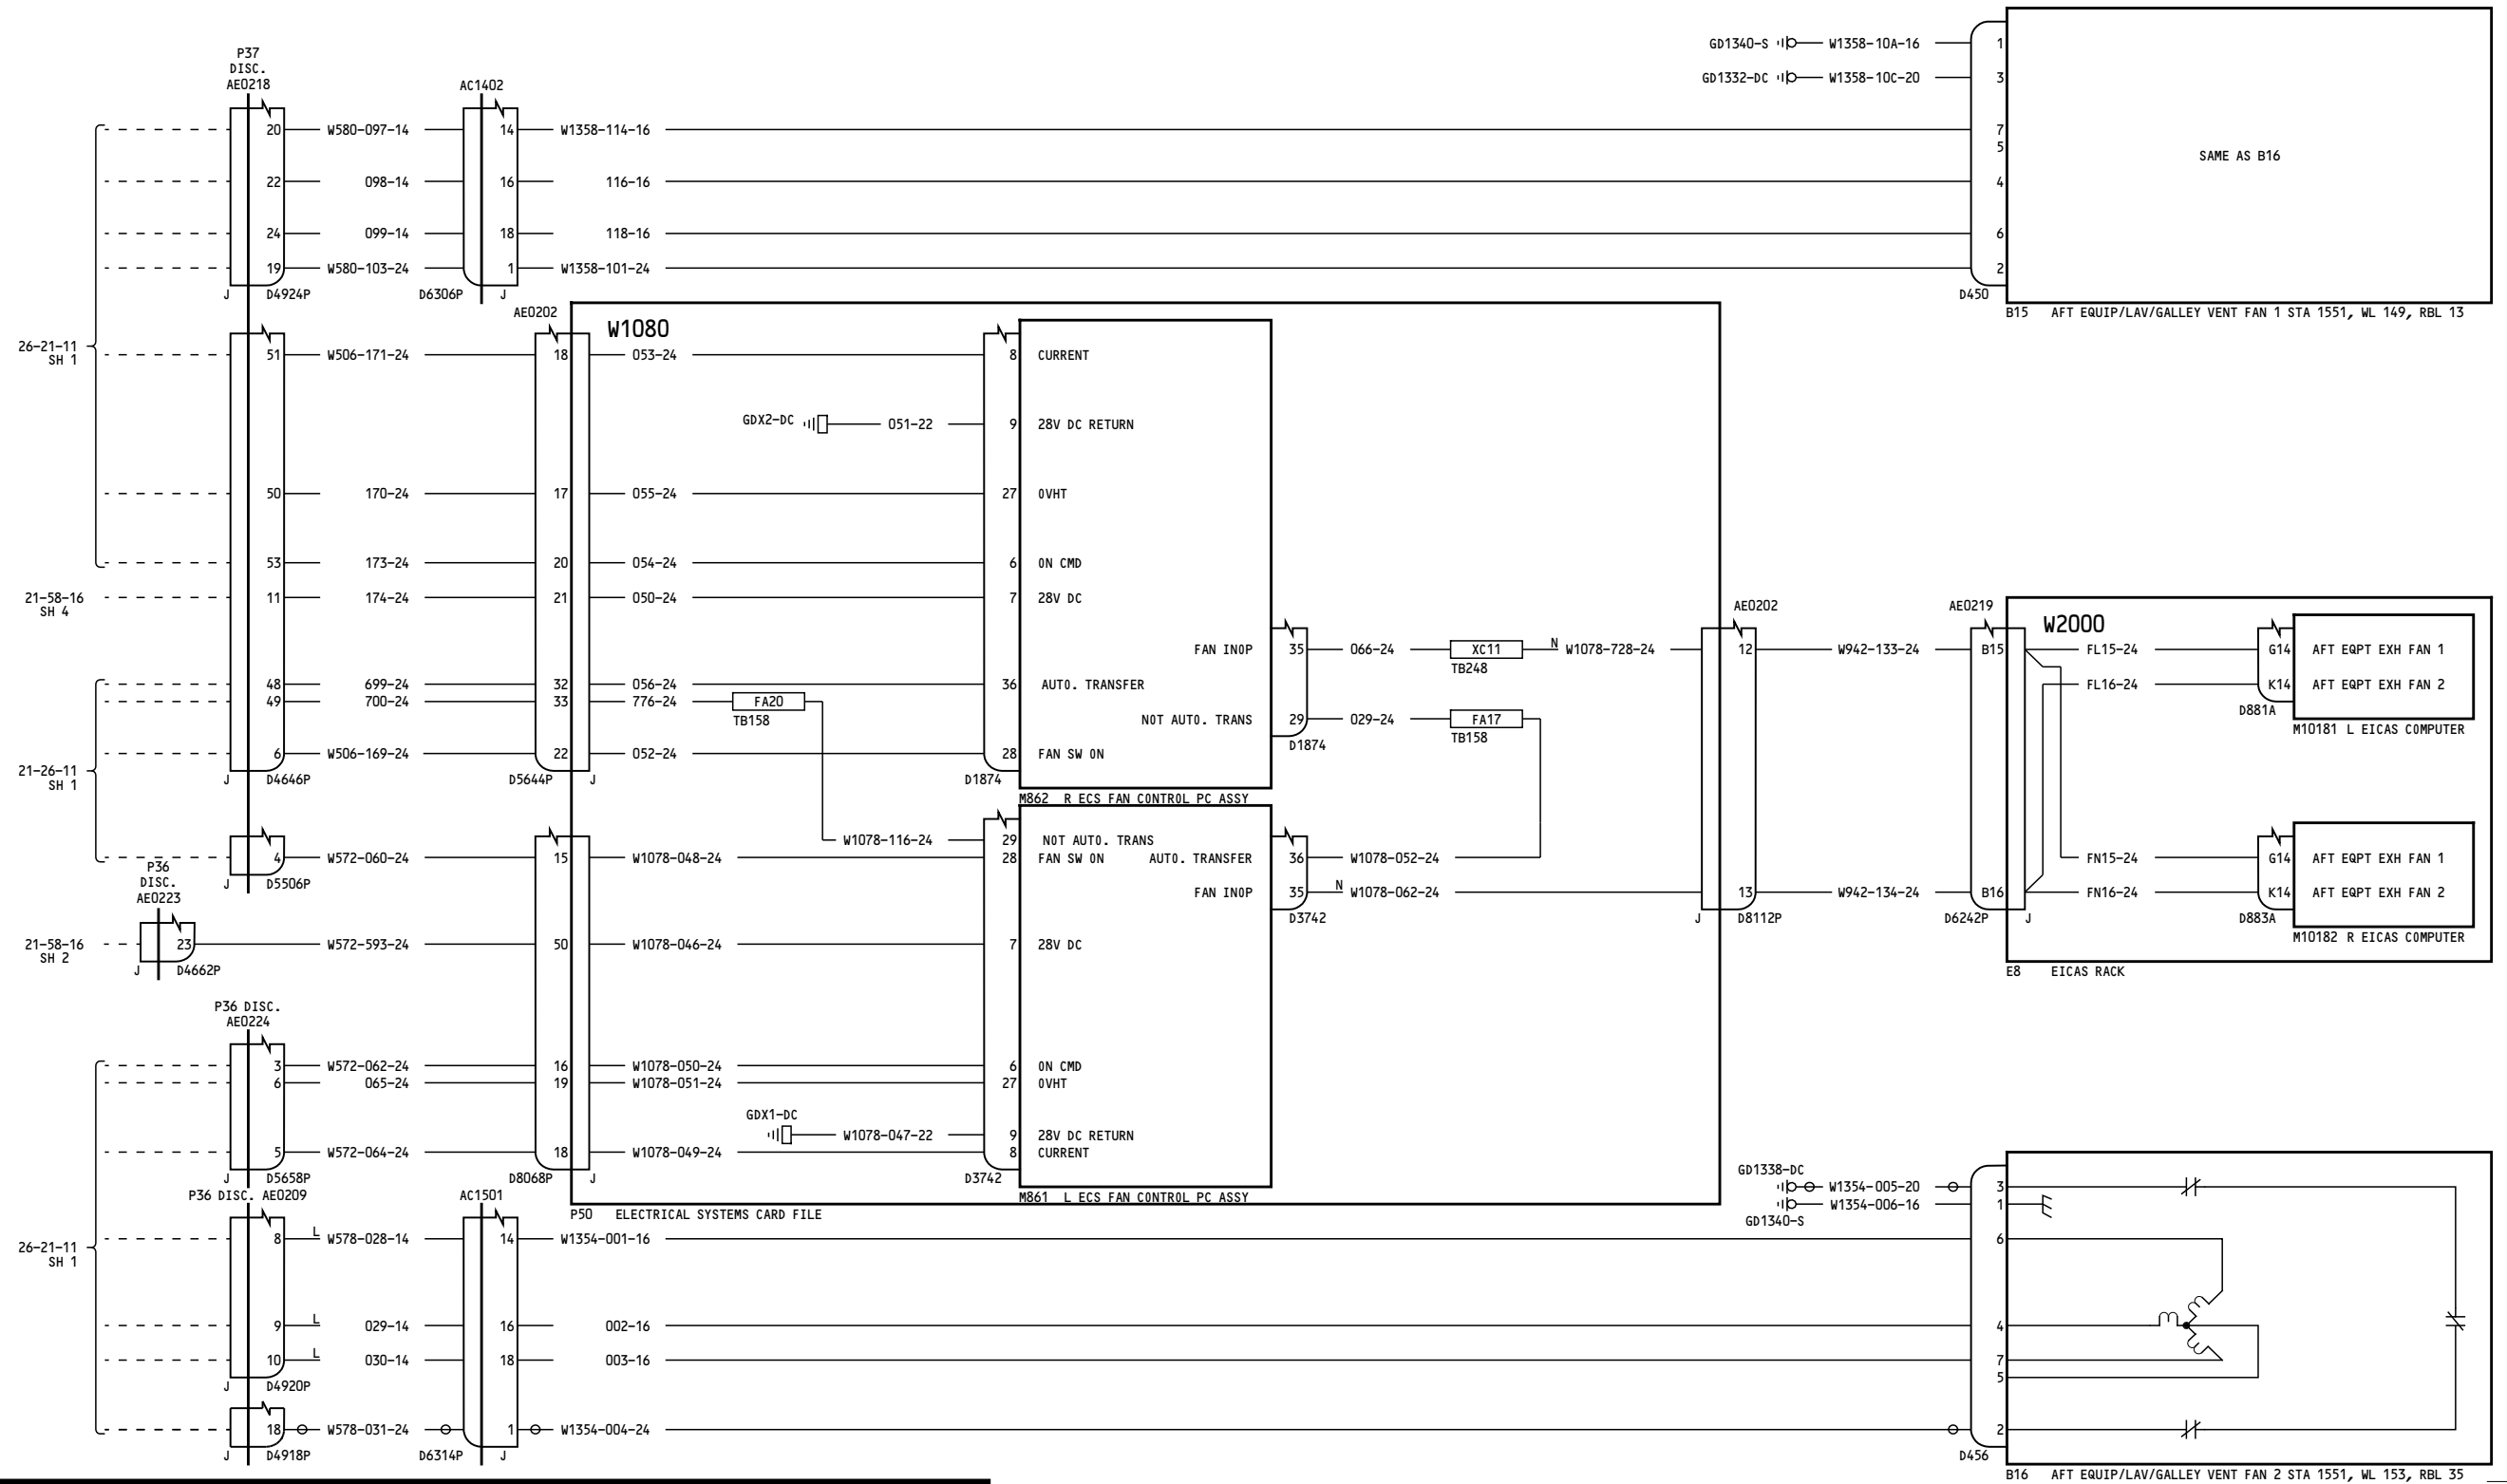 P37
DISC.
AE0218
AC1402
GD1340-S W1358-10A-16 1
GD1332-DC W1358-10C-20 3
20 W580-097-14 14 W1358-114-16 7
5
SAME AS B16
22 098-14 16 116-16 4
24 099-14 18 118-16 6
19 W580-103-24 1 W1358-101-24 2
J D4924P D6306P J D450
B15 AFT EQUIP/LAV/GALLEY VENT FAN 1 STA 1551, WL 149, RBL 13
AE0202
W1080
26-21-11
SH 1
51 W506-171-24 18 053-24 8 CURRENT
GDX2-DC 051-22 9 28V DC RETURN
50 170-24 17 055-24 27 0VHT
53 173-24 20 054-24 6 ON CMD
21-58-16
SH 4
11 174-24 21 050-24 7 28V DC
AE0202
AE0219
W2000
FAN INOP 35 066-24 XC11 N W1078-728-24 12 W942-133-24 B15 FL15-24 G14 AFT EQPT EXH FAN 1
TB248
48 699-24 32 056-24 36 AUTO. TRANSFER FL16-24 K14 AFT EQPT EXH FAN 2
49 700-24 33 776-24 FA20
TB158
D881A
NOT AUTO. TRANS 29 029-24 FA17
TB158
M10181 L EICAS COMPUTER
6 W506-169-24 22 052-24 28 FAN SW ON
D1874
21-26-11
SH 1
J D4646P D5644P J D1874
M862 R ECS FAN CONTROL PC ASSY
W1078-116-24 29 NOT AUTO. TRANS
4 W572-060-24 15 W1078-048-24 28 FAN SW ON AUTO. TRANSFER 36 W1078-052-24 FN15-24 G14 AFT EQPT EXH FAN 1
P36
DISC.
AE0223
J D5506P
FAN INOP 35 N W1078-062-24 13 W942-134-24 B16 FN16-24 K14 AFT EQPT EXH FAN 2
D3742 J D8112P D6242P J D883A
M10182 R EICAS COMPUTER
21-58-16
SH 2
23 W572-593-24 50 W1078-046-24 7 28V DC
J D4662P
E8 EICAS RACK
P36 DISC.
AE0224
3 W572-062-24 16 W1078-050-24 6 ON CMD
6 065-24 19 W1078-051-24 27 0VHT
GDX1-DC W1078-047-22 9 28V DC RETURN
5 W572-064-24 18 W1078-049-24 8 CURRENT
J D5658P D8068P J D3742
M861 L ECS FAN CONTROL PC ASSY
P50 ELECTRICAL SYSTEMS CARD FILE
P36 DISC. AE0209
AC1501
GD1338-DC
W1354-005-20 3
W1354-006-16 1
GD1340-S
26-21-11
SH 1
8 L W578-028-14 14 W1354-001-16 6
9 L 029-14 16 002-16 4
10 L 030-14 18 003-16 7
5
J D4920P
18 W578-031-24 1 W1354-004-24 2
J D4918P D6314P J D456
B16 AFT EQUIP/LAV/GALLEY VENT FAN 2 STA 1551, WL 153, RBL 35